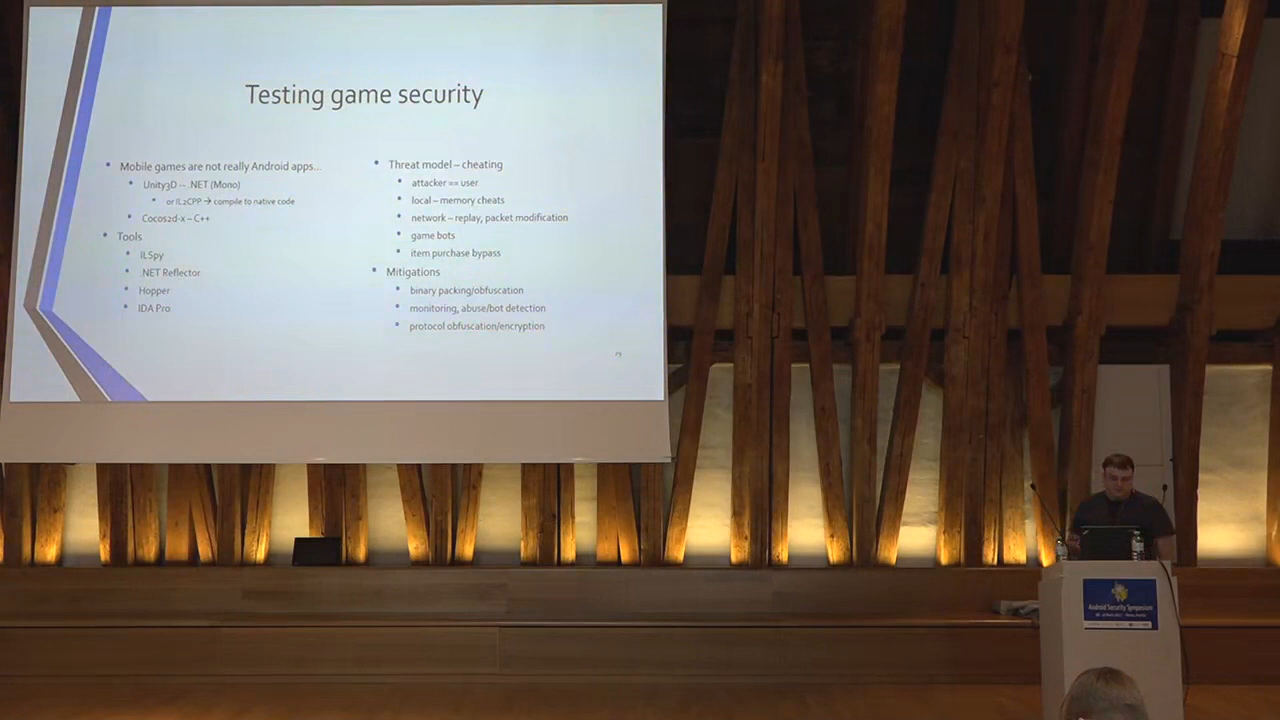 Testing game security
Mobile games are not really Android apps...
Unity3D -- .NET (Mono)
or IL2CPP → compile to native code
Cocos2d-x – C++
Tools
ILSpy
.NET Reflector
Hopper
IDA Pro
Threat model – cheating
attacker == user
local – memory cheats
network – replay, packet modification
game bots
item purchase bypass
Mitigations
binary packing/obfuscation
monitoring, abuse/bot detection
protocol obfuscation/encryption
Android Security Symposium